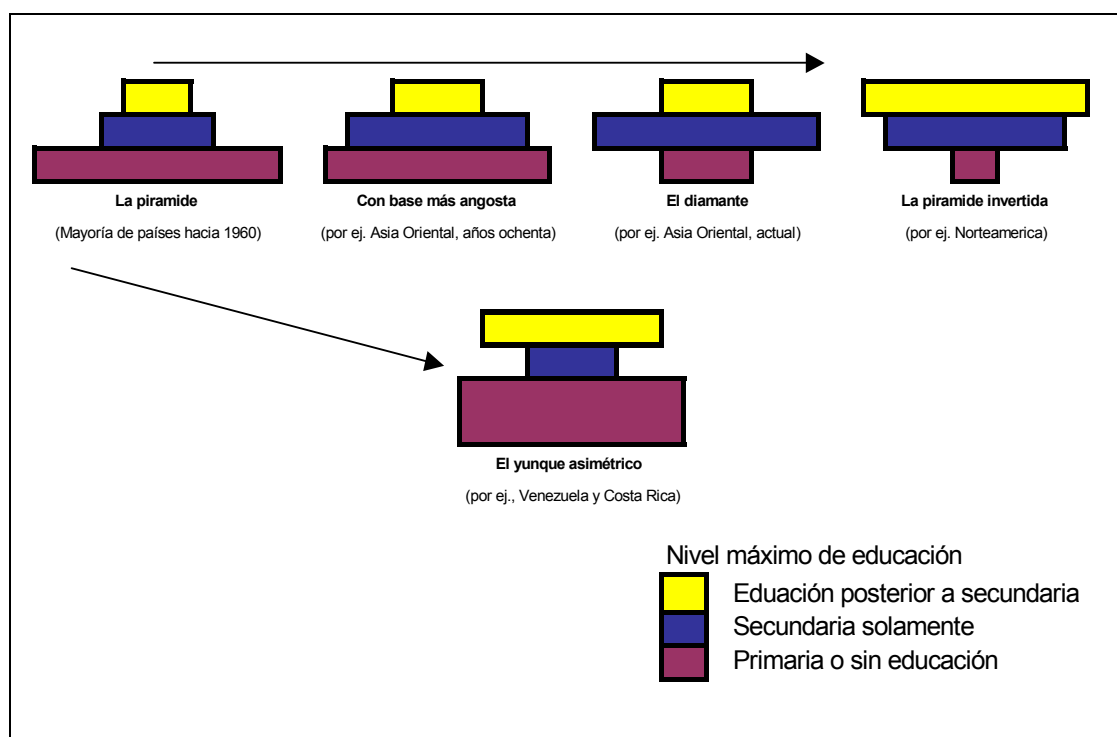 La piramide
(Mayoría de países hacia 1960)
Con base más angosta
(por ej. Asia Oriental, años ochenta)
El diamante
(por ej. Asia Oriental, actual)
La piramide invertida
(por ej. Norteamerica)
El yunque asimétrico
(por ej., Venezuela y Costa Rica)
Nivel máximo de educación
Eduación posterior a secundaria
Secundaria solamente
Primaria o sin educación